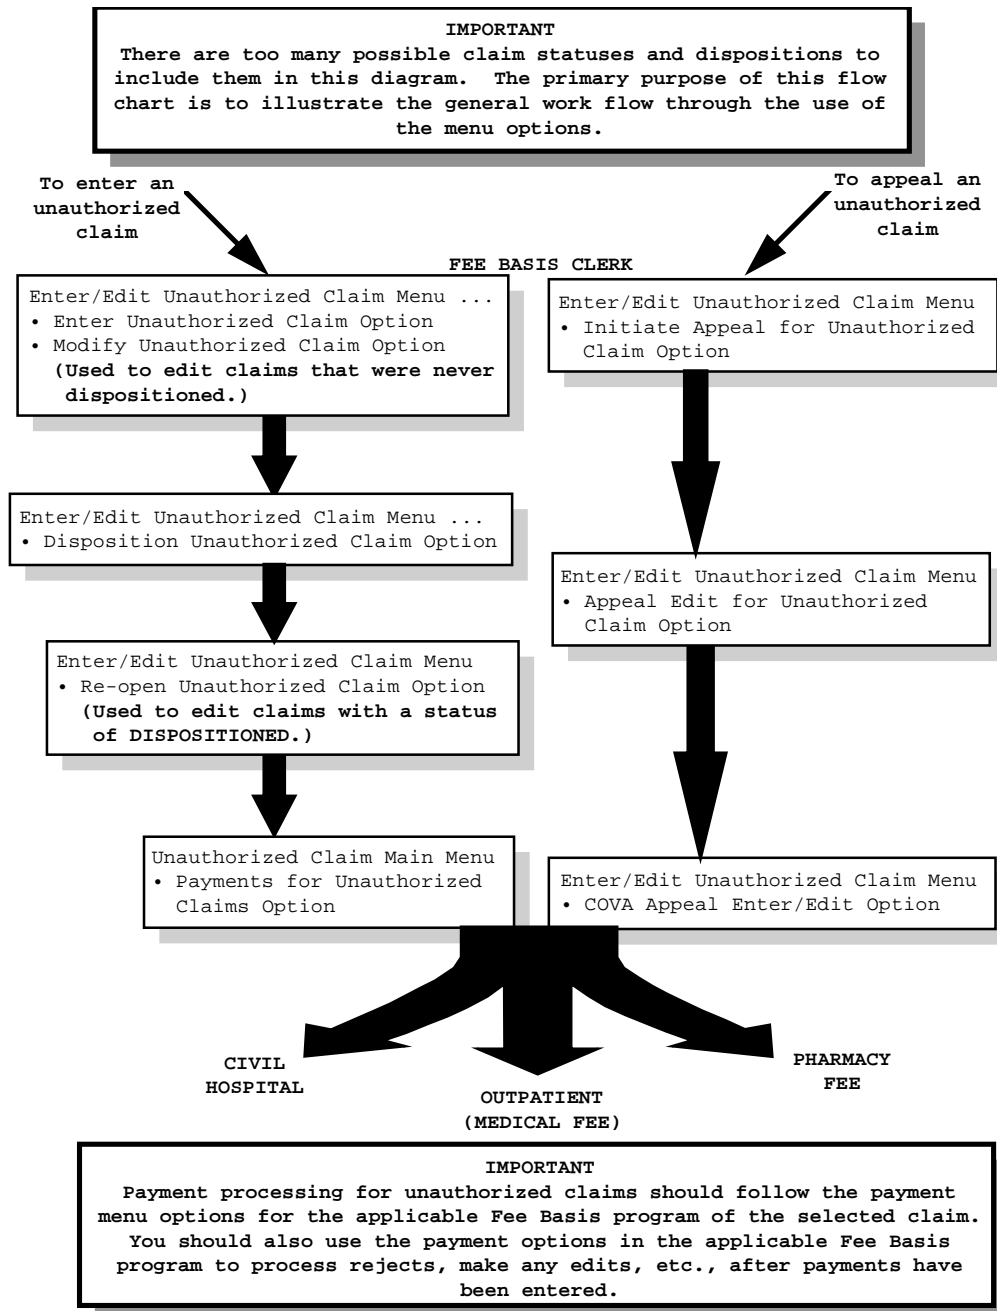 IMPORTANT
There are too many possible claim statuses and dispositions to
include them in this diagram.  The primary purpose of this flow
chart is to illustrate the general work flow through the use of
the menu options.
To enter an
unauthorized
claim
To appeal an
unauthorized
claim
FEE BASIS CLERK
Enter/Edit Unauthorized Claim Menu ...
• Enter Unauthorized Claim Option
• Modify Unauthorized Claim Option
(Used to edit claims that were never
dispositioned.)
Enter/Edit Unauthorized Claim Menu ...
• Disposition Unauthorized Claim Option
Enter/Edit Unauthorized Claim Menu
• Re-open Unauthorized Claim Option
(Used to edit claims with a status
of DISPOSITIONED.)
Unauthorized Claim Main Menu
• Payments for Unauthorized
Claims Option
Enter/Edit Unauthorized Claim Menu
• Initiate Appeal for Unauthorized
Claim Option
Enter/Edit Unauthorized Claim Menu
• Appeal Edit for Unauthorized
Claim Option
Enter/Edit Unauthorized Claim Menu
• COVA Appeal Enter/Edit Option
CIVIL
HOSPITAL
OUTPATIENT
(MEDICAL FEE)
PHARMACY
FEE
IMPORTANT
Payment processing for unauthorized claims should follow the payment
menu options for the applicable Fee Basis program of the selected claim.
You should also use the payment options in the applicable Fee Basis
program to process rejects, make any edits, etc., after payments have
been entered.